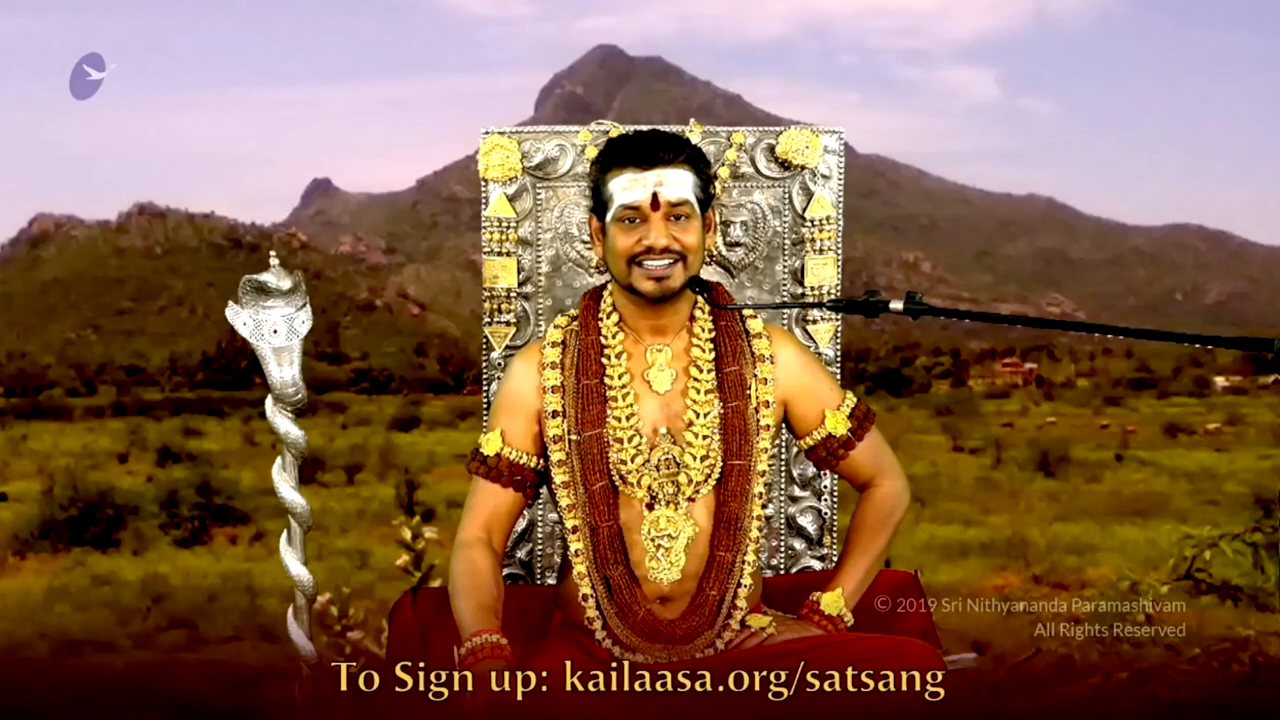 © 2019 Sri Nithyananda Paramashivam
All Rights Reserved
To Sign up: kailaasa.org/satsang